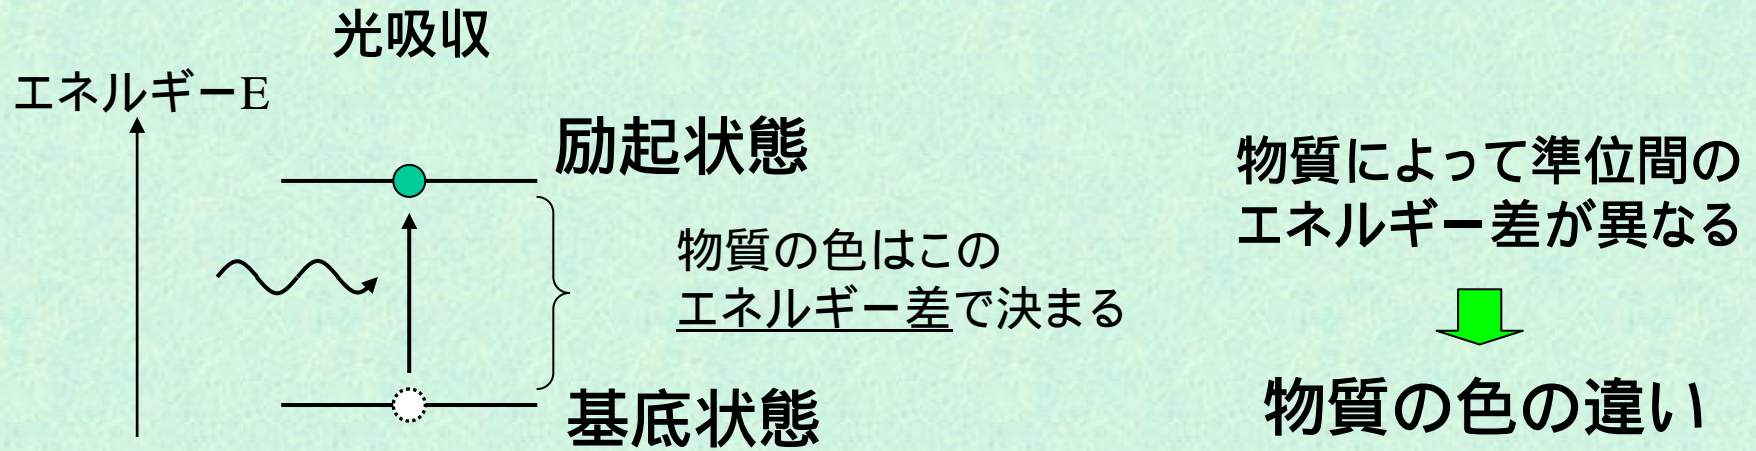 光吸収
エネルギーE
励起状態
物質の色はこの
エネルギー差で決まる
基底状態
物質によって準位間の
エネルギー差が異なる
物質の色の違い